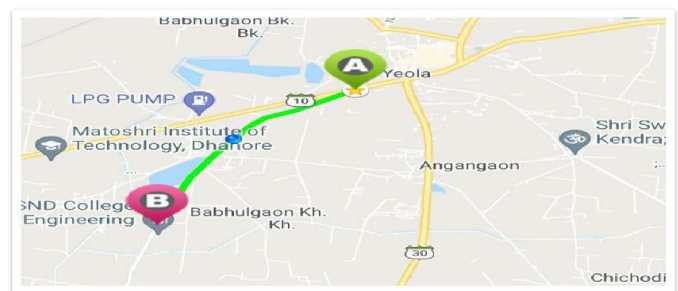 Babhulgaon Bk.
Bk.
A
Yeola
LPG PUMP
10
Matoshri Institute of
Technology, Dhanore
Shri Sw
Kendra;
Angangaon
B
SND College
Engineering
Babhulgaon Kh.
Kh.
30
Chichodi